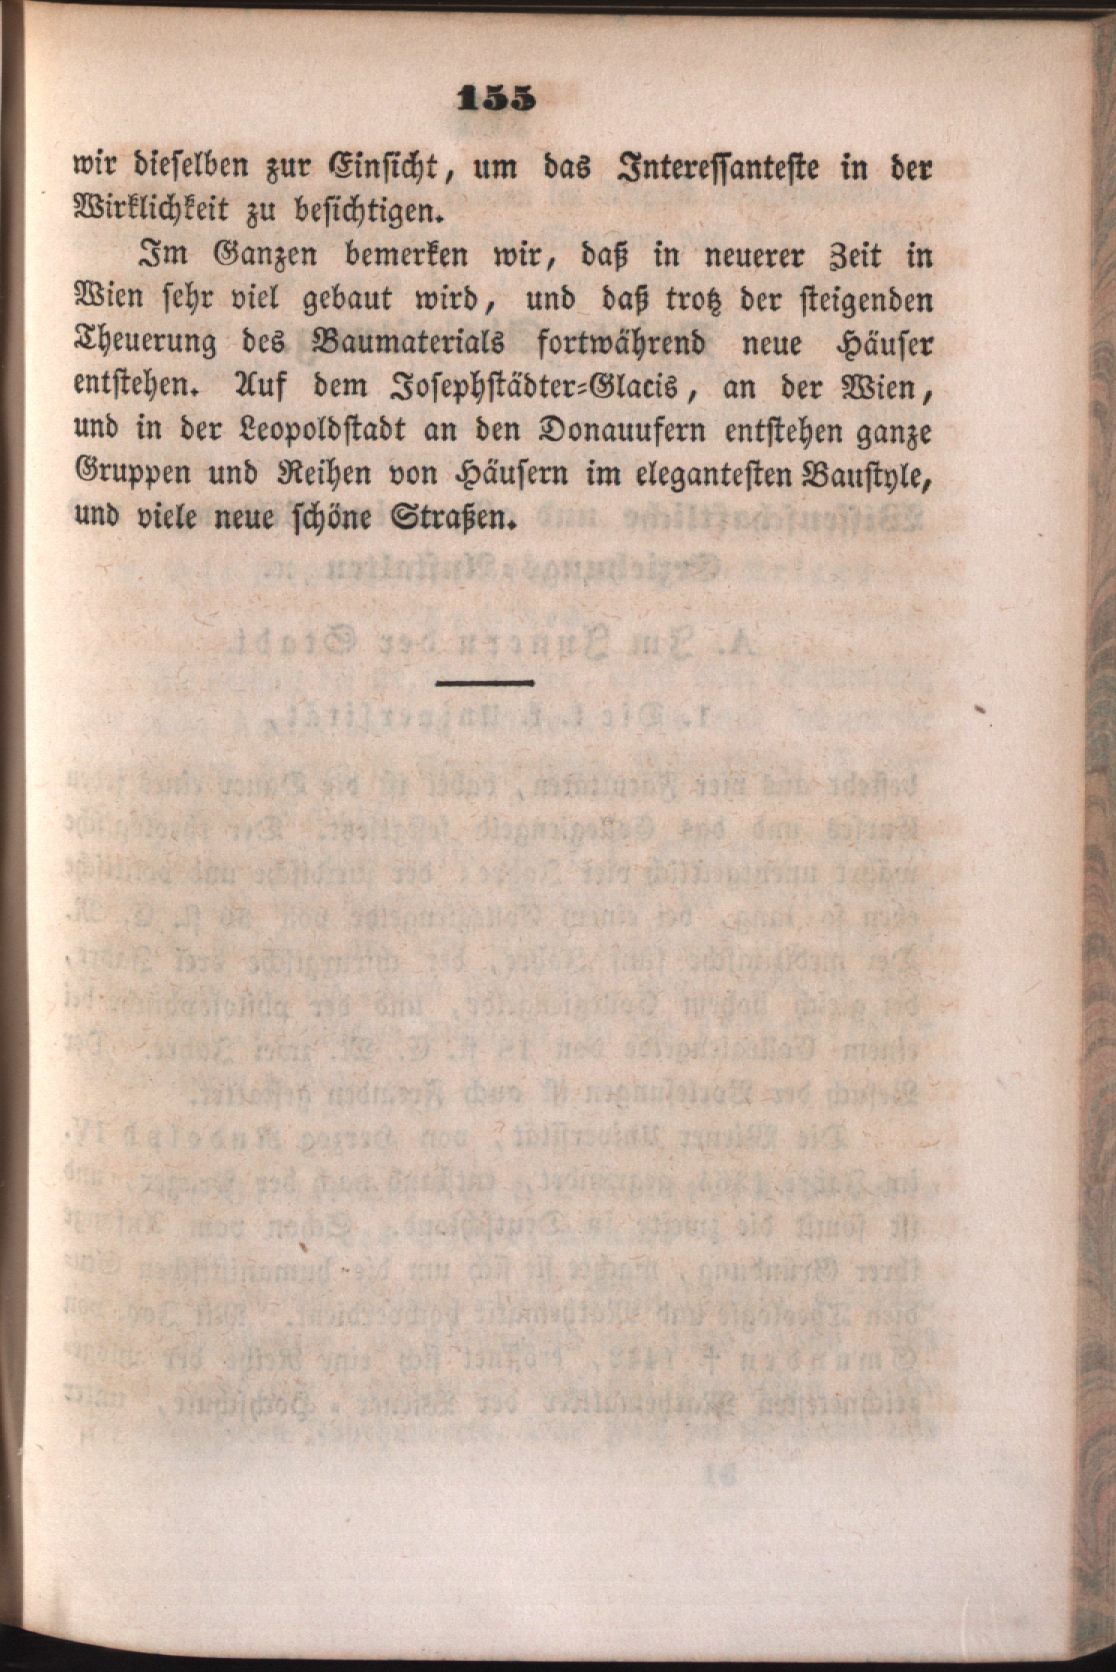 155
wir dieselben zur Einsicht, um das Interessanteste in der
Wirklichkeit zu besichtigen.
Im Ganzen bemerken wir, daß in neuerer Zeit in
Wien sehr viel gebaut wird, und daß trotz der steigenden
Theuerung des Baumaterials fortwährend neue Häuser
entstehen. Auf dem Josephstädter-Glacis, an der Wien,
und in der Leopoldstadt an den Donauufern entstehen ganze
Gruppen und Reihen von Häusern im elegantesten Baustyle,
und viele neue schöne Straßen.